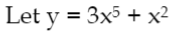 Let y = 3x⁵ + x²